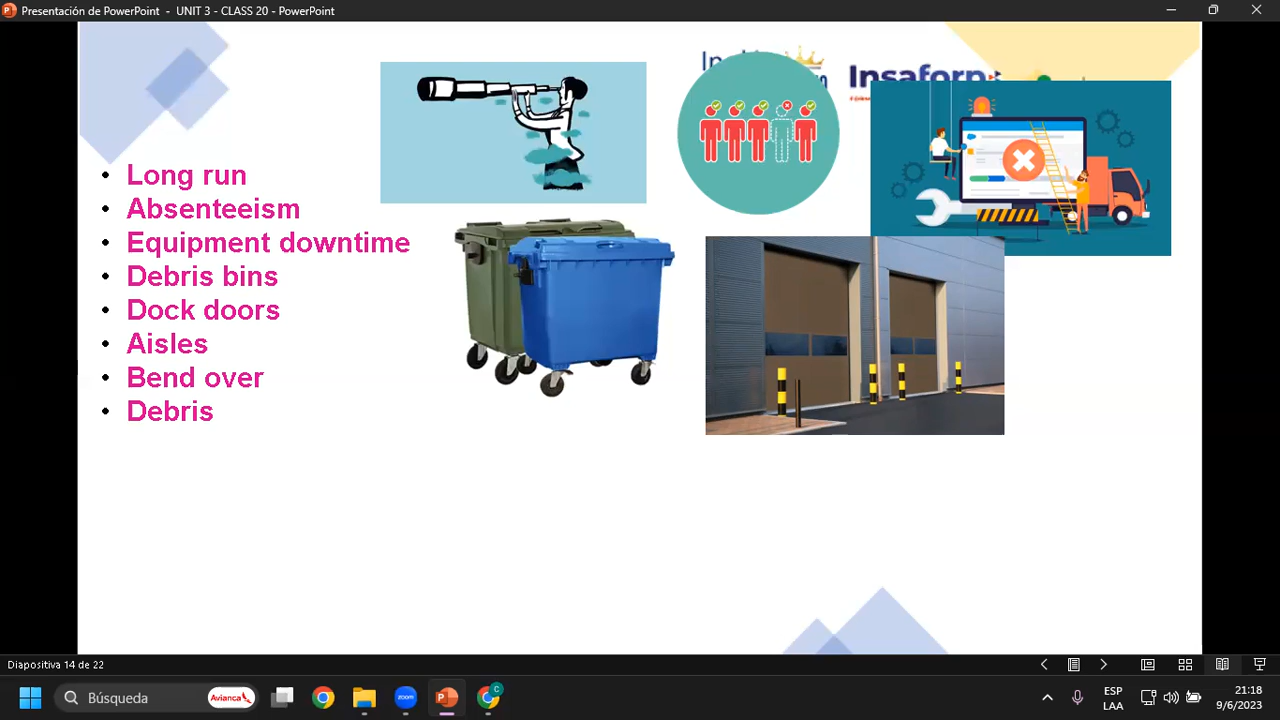 Presentación de PowerPoint - UNIT 3 - CLASS 20 - PowerPoint
Insaforp
• Long run
• Absenteeism
• Equipment downtime
• Debris bins
• Dock doors
• Aisles
• Bend over
• Debris
Diapositiva 14 de 22
Búsqueda
Avianca
zoom
C
ESP
LAA
21:18
9/6/2023